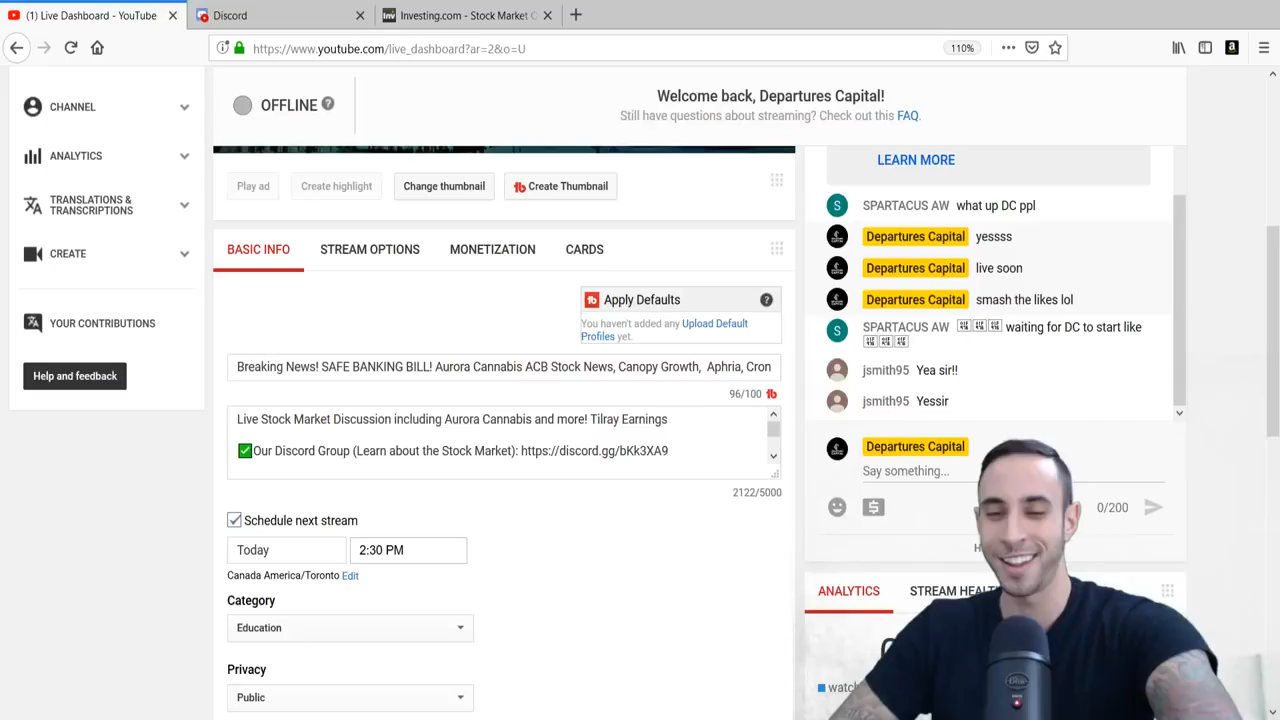 (1) Live Dashboard - YouTube
Discord
Investing.com - Stock Market
https://www.youtube.com/live_dashboard?ar=2&o=U
110%
CHANNEL
ANALYTICS
TRANSLATIONS &
TRANSCRIPTIONS
CREATE
YOUR CONTRIBUTIONS
Help and feedback
OFFLINE
Welcome back, Departures Capital!
Still have questions about streaming? Check out this FAQ.
Play ad
Create highlight
Change thumbnail
Create Thumbnail
BASIC INFO
STREAM OPTIONS
MONETIZATION
CARDS
Apply Defaults
You haven't added any Upload Default
Profiles yet.
Breaking News! SAFE BANKING BILL! Aurora Cannabis ACB Stock News, Canopy Growth, Aphria, Cron
96/100
Live Stock Market Discussion including Aurora Cannabis and more! Tilray Earnings
✅Our Discord Group (Learn about the Stock Market): https://discord.gg/bKk3XA9
2122/5000
Schedule next stream
Today
2:30 PM
Canada America/Toronto Edit
Category
Education
Privacy
Public
LEARN MORE
S SPARTACUS AW what up DC ppl
Departures Capital yessss
Departures Capital live soon
Departures Capital smash the likes lol
S SPARTACUS AW waiting for DC to start like
jsmith95 Yea sir!!
jsmith95 Yessir
Departures Capital
Say something...
0/200
ANALYTICS
STREAM HEALT
watch